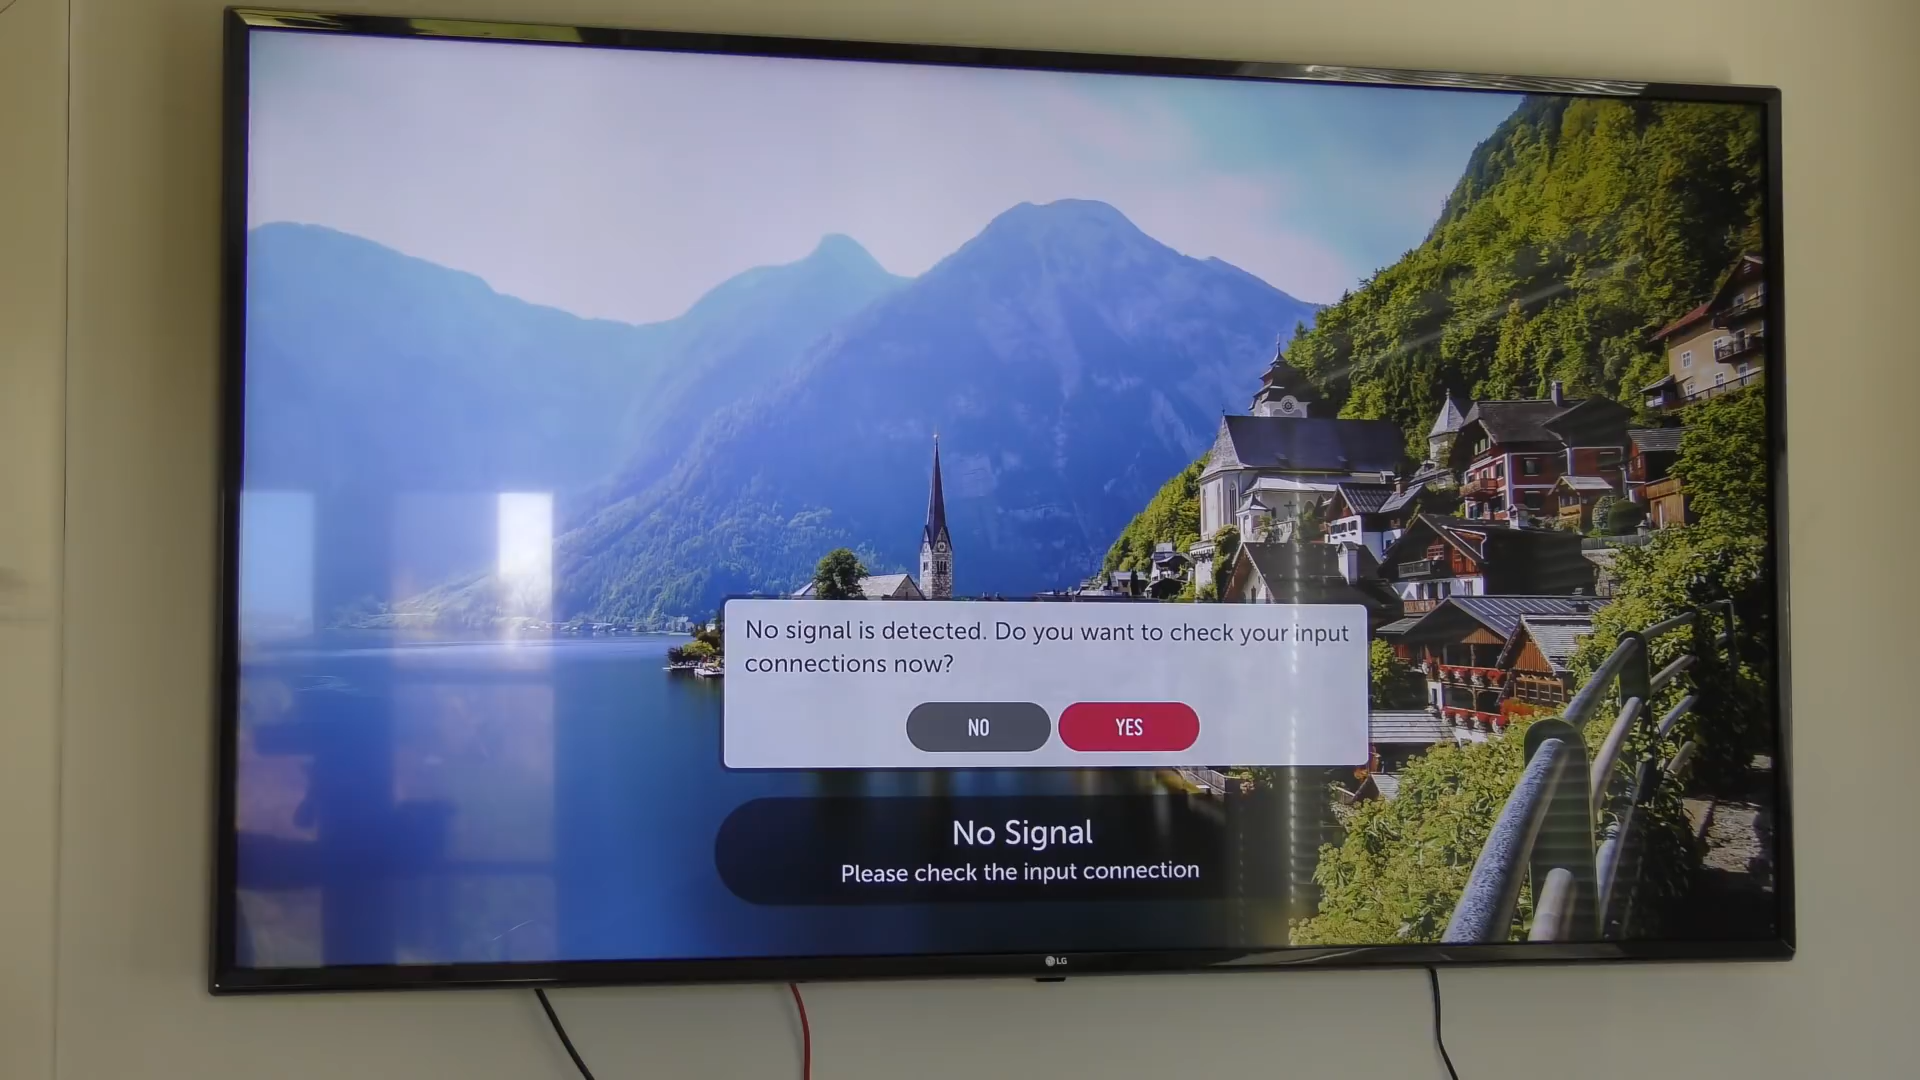 No signal is detected. Do you want to check your input
connections now?
NO
YES
No Signal
Please check the input connection
LG